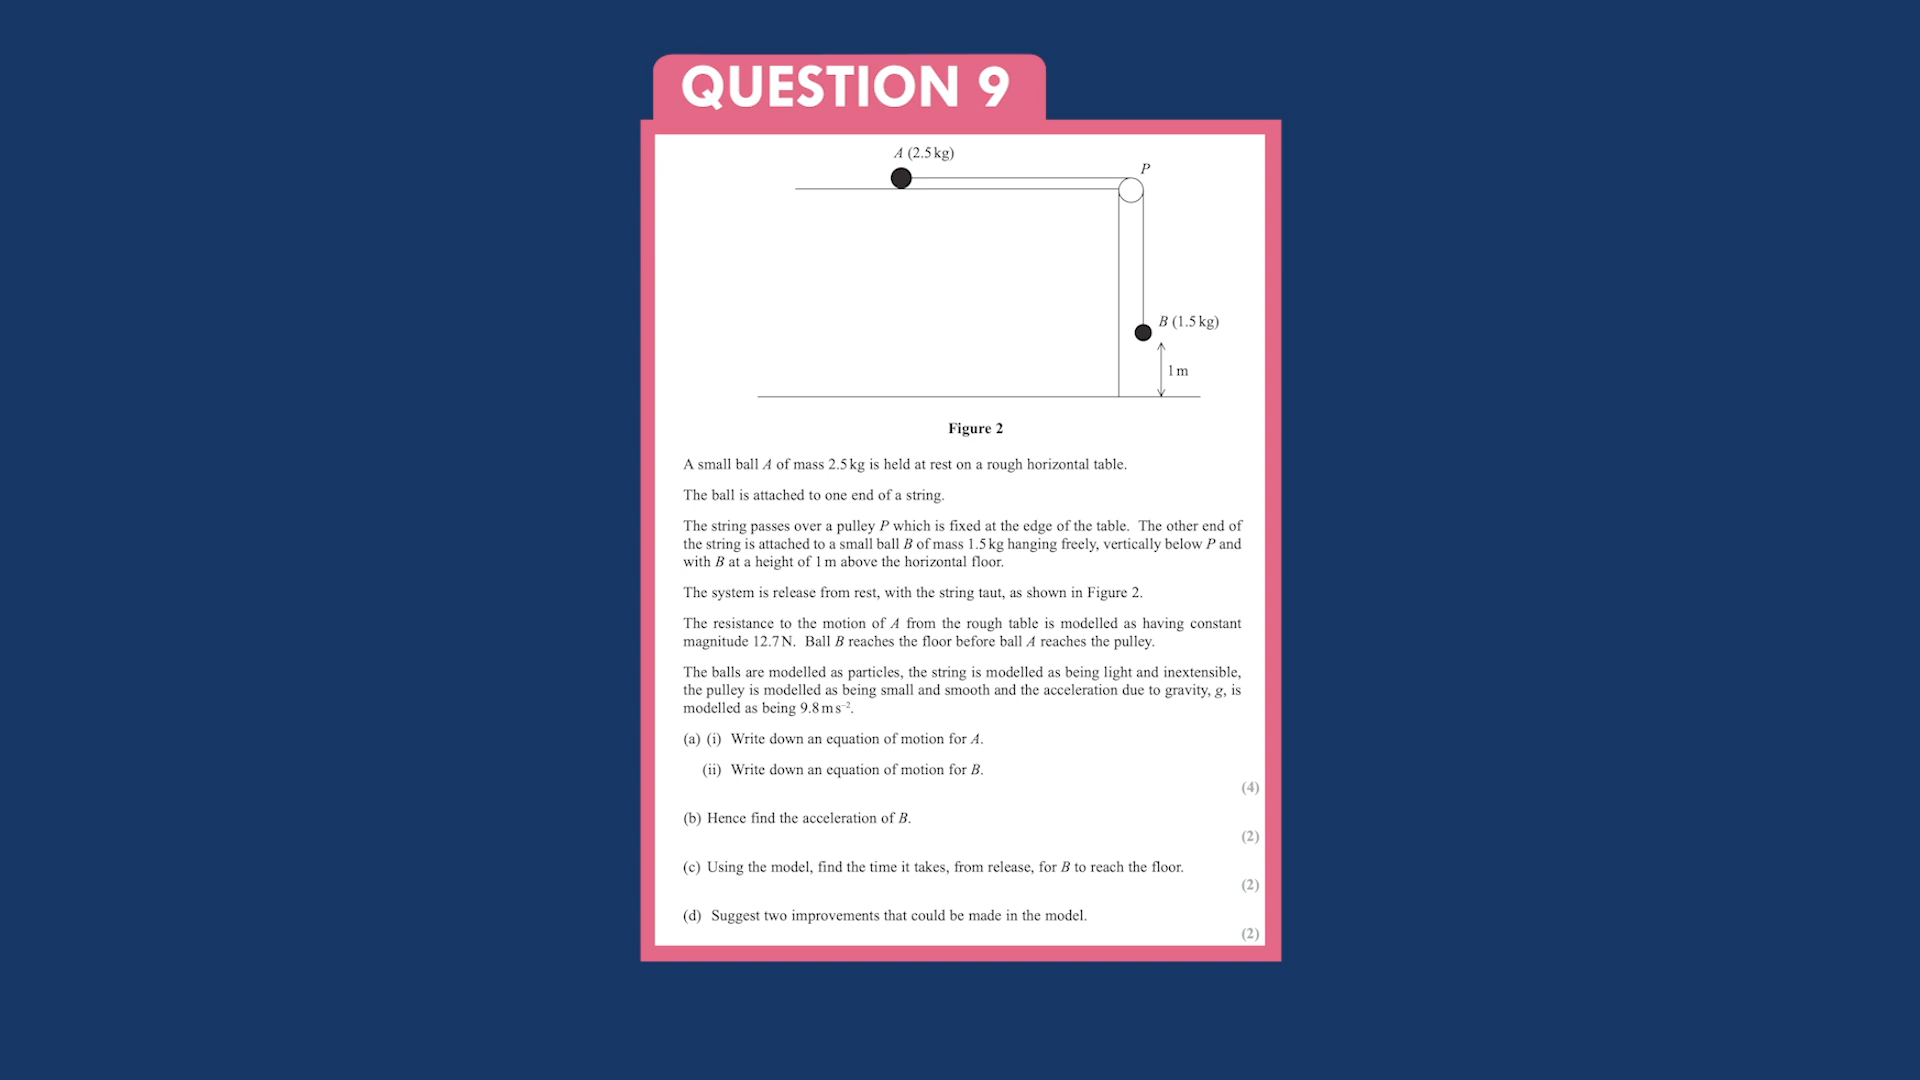 QUESTION 9
A (2.5 kg)
P
B (1.5 kg)
1 m
Figure 2
A small ball A of mass 2.5 kg is held at rest on a rough horizontal table.
The ball is attached to one end of a string.
The string passes over a pulley P which is fixed at the edge of the table. The other end of
the string is attached to a small ball B of mass 1.5 kg hanging freely, vertically below P and
with B at a height of 1 m above the horizontal floor.
The system is release from rest, with the string taut, as shown in Figure 2.
The resistance to the motion of A from the rough table is modelled as having constant
magnitude 12.7 N. Ball B reaches the floor before ball A reaches the pulley.
The balls are modelled as particles, the string is modelled as being light and inextensible,
the pulley is modelled as being small and smooth and the acceleration due to gravity, g, is
modelled as being 9.8 m s⁻².
(a) (i) Write down an equation of motion for A.
(ii) Write down an equation of motion for B.
(4)
(b) Hence find the acceleration of B.
(2)
(c) Using the model, find the time it takes, from release, for B to reach the floor.
(2)
(d) Suggest two improvements that could be made in the model.
(2)